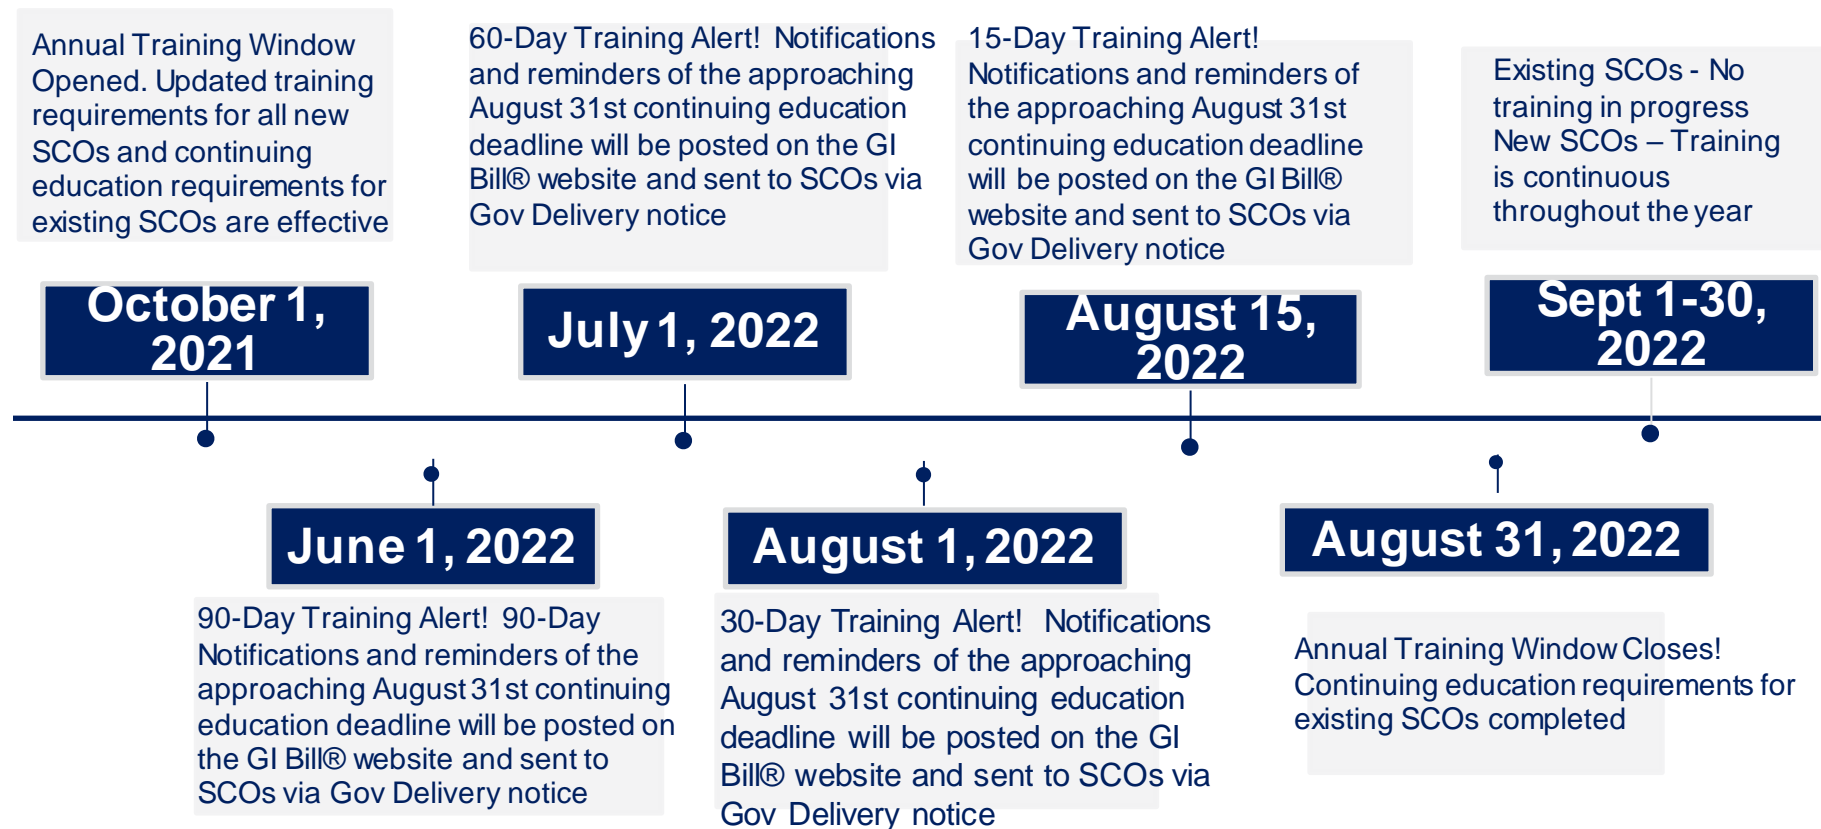 Annual Training Window
Opened. Updated training
requirements for all new
SCOs and continuing
education requirements for
existing SCOs are effective
60-Day Training Alert! Notifications
and reminders of the approaching
August 31st continuing education
deadline will be posted on the GI
Bill® website and sent to SCOs via
Gov Delivery notice
15-Day Training Alert!
Notifications and reminders of
the approaching August 31st
continuing education deadline
will be posted on the GI Bill®
website and sent to SCOs via
Gov Delivery notice
Existing SCOs - No
training in progress
New SCOs – Training
is continuous
throughout the year
October 1,
2021
July 1, 2022
August 15,
2022
Sept 1-30,
2022
June 1, 2022
August 1, 2022
August 31, 2022
90-Day Training Alert! 90-Day
Notifications and reminders of the
approaching August 31st continuing
education deadline will be posted on
the GI Bill® website and sent to
SCOs via Gov Delivery notice
30-Day Training Alert! Notifications
and reminders of the approaching
August 31st continuing education
deadline will be posted on the GI
Bill® website and sent to SCOs via
Gov Delivery notice
Annual Training Window Closes!
Continuing education requirements for
existing SCOs completed